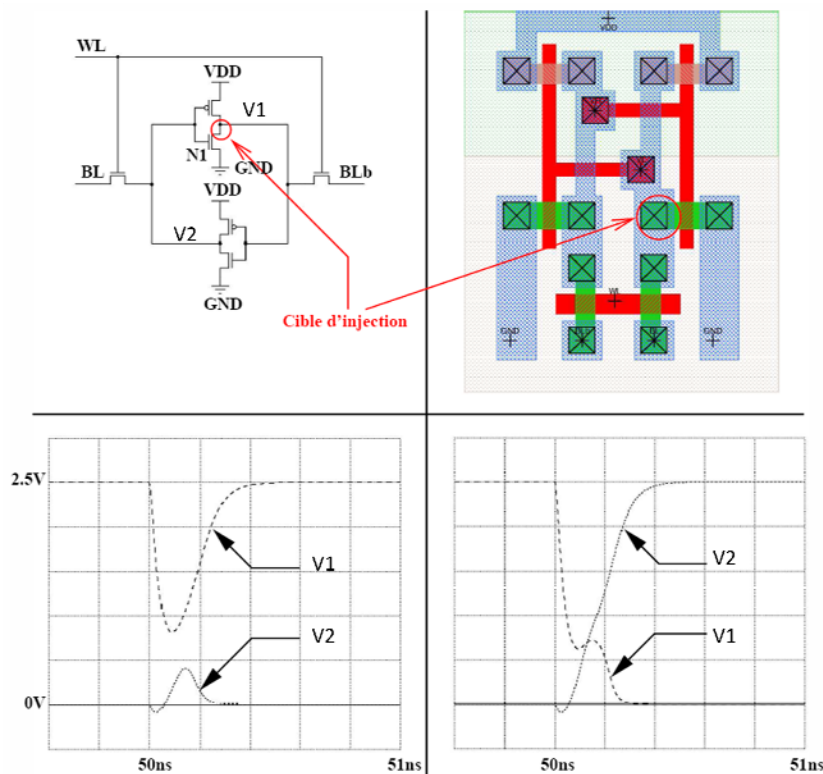 WL
VDD
V1
N1
GND
BL
BLb
VDD
V2
GND
Cible d'injection
VDD
WL
GND
GND
2.5V
V1
V2
0V
50ns
51ns
V2
V1
50ns
51ns